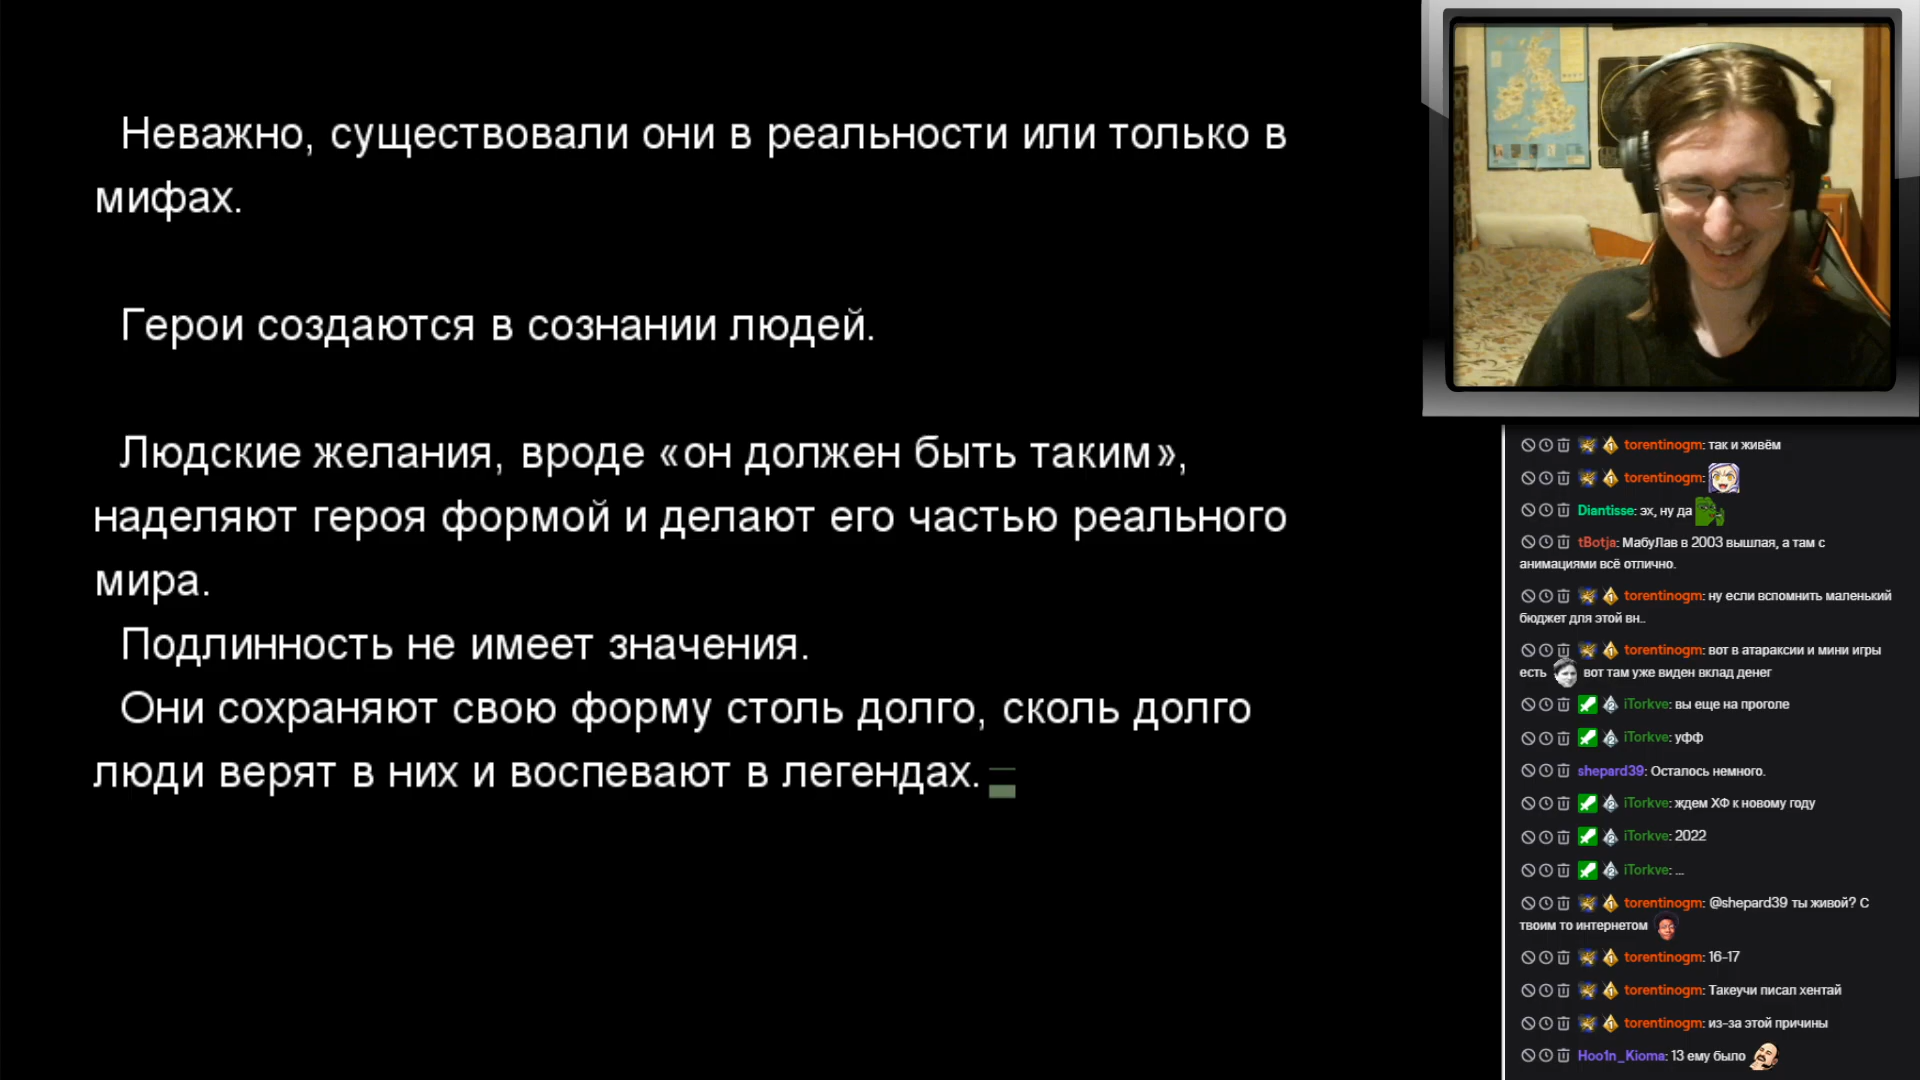 Неважно, существовали они в реальности или только в
мифах.
Герои создаются в сознании людей.
Людские желания, вроде «он должен быть таким»,
наделяют героя формой и делают его частью реального
мира.
Подлинность не имеет значения.
Они сохраняют свою форму столь долго, сколь долго
люди верят в них и воспевают в легендах.
torentinogm: так и живём
torentinogm:
Diantisse: эх, ну да
tBotja: МабуЛав в 2003 вышлая, а там с
анимациями всё отлично.
torentinogm: ну если вспомнить маленький
бюджет для этой вн..
torentinogm: вот в атараксии и мини игры
есть вот там уже виден вклад денег
iTorkve: вы еще на проголе
iTorkve: уфф
shepard39: Осталось немного.
iTorkve: ждем ХФ к новому году
iTorkve: 2022
iTorkve: ...
torentinogm: @shepard39 ты живой? С
твоим то интернетом
torentinogm: 16-17
torentinogm: Такеучи писал хентай
torentinogm: из-за этой причины
Hoo1n_Kioma: 13 ему было